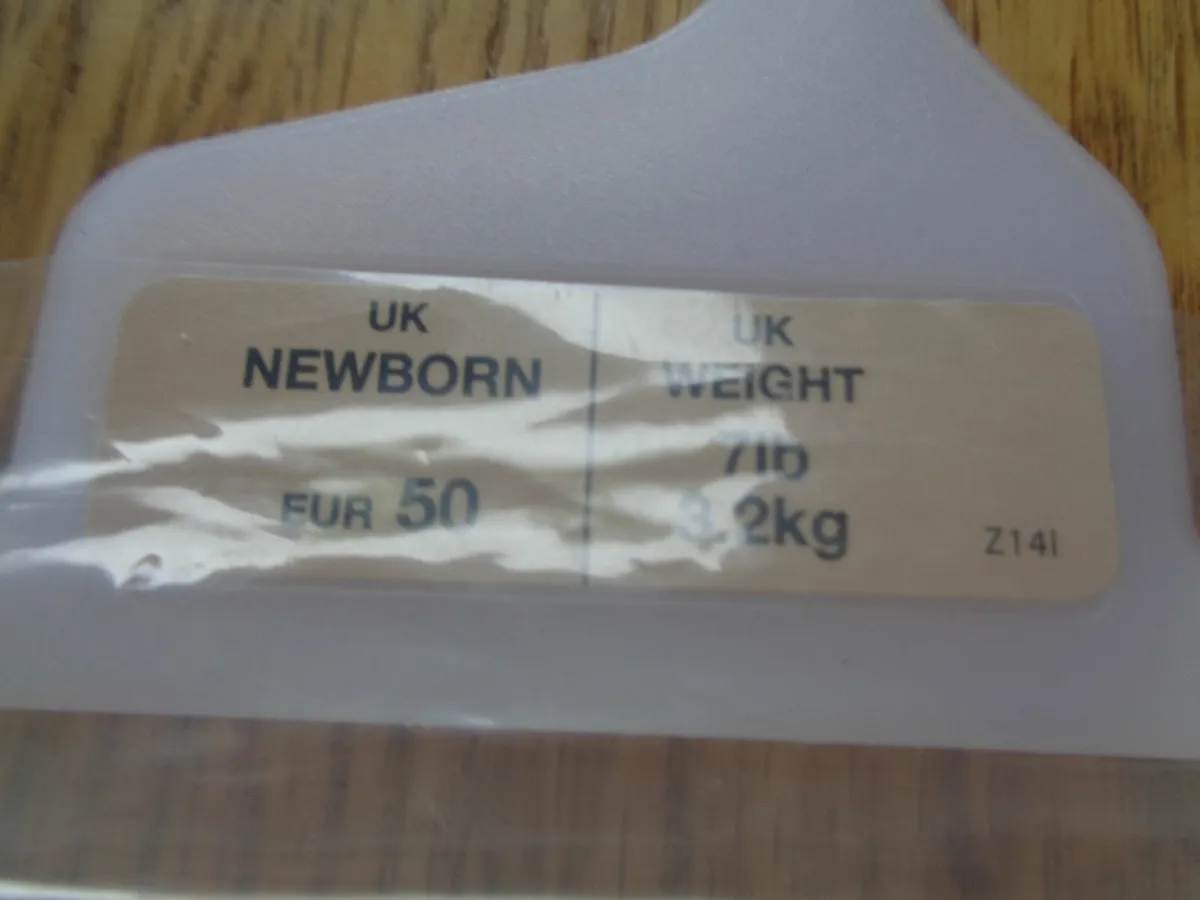 UK
NEWBORN
EUR 50
UK
WEIGHT
7lb
3.2kg
Z14I